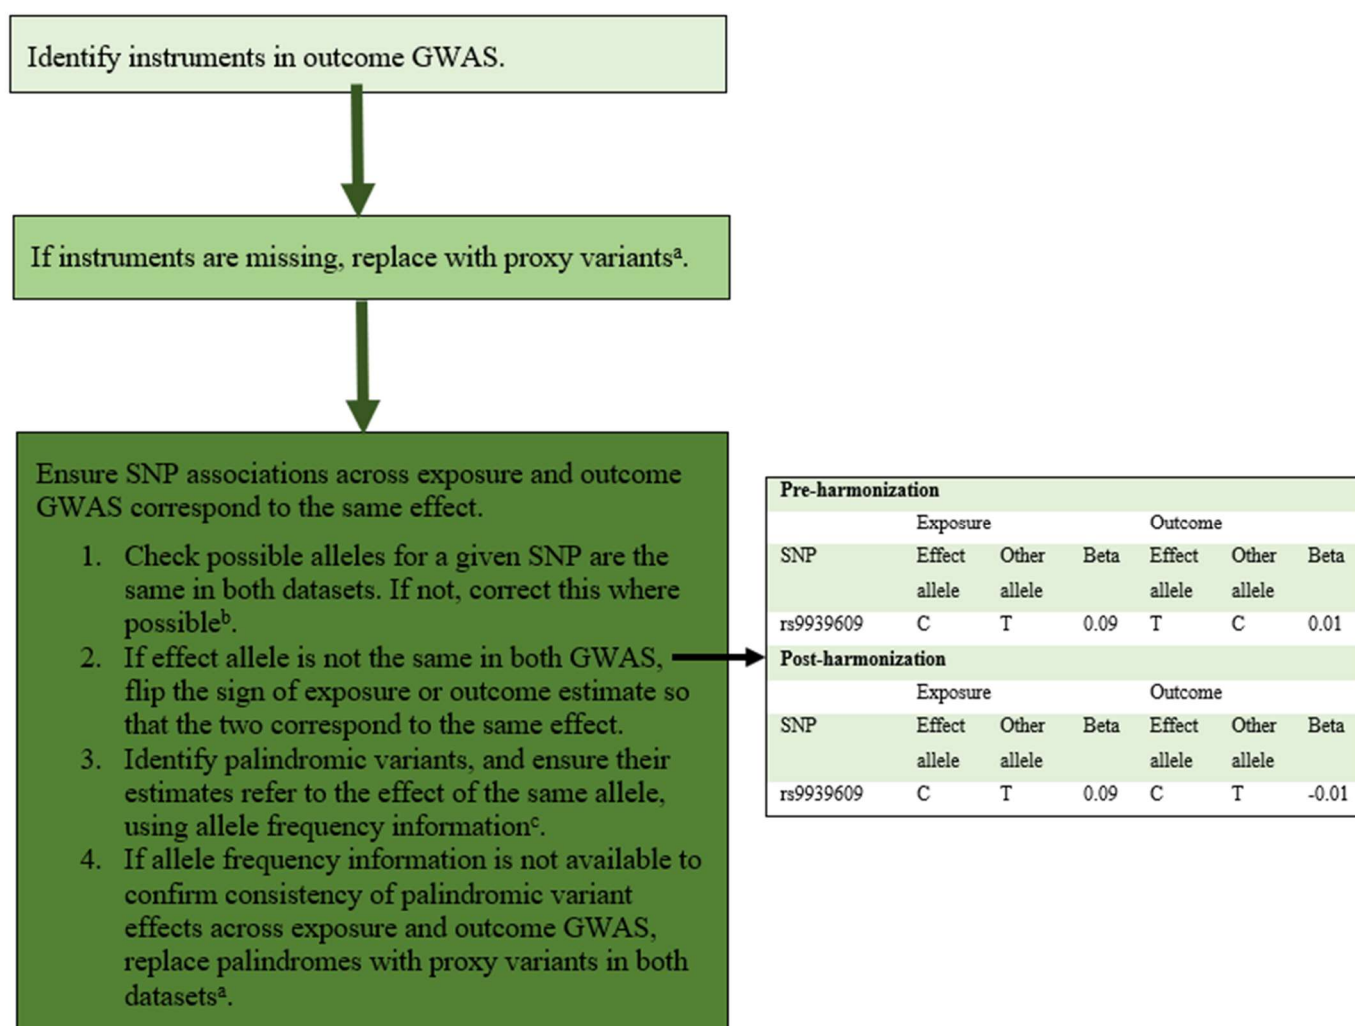 Identify instruments in outcome GWAS.
If instruments are missing, replace with proxy variantsᵃ.
Ensure SNP associations across exposure and outcome
GWAS correspond to the same effect.
1. Check possible alleles for a given SNP are the
same in both datasets. If not, correct this where
possibleᵇ.
2. If effect allele is not the same in both GWAS,
flip the sign of exposure or outcome estimate so
that the two correspond to the same effect.
3. Identify palindromic variants, and ensure their
estimates refer to the effect of the same allele,
using allele frequency informationᶜ.
4. If allele frequency information is not available to
confirm consistency of palindromic variant
effects across exposure and outcome GWAS,
replace palindromes with proxy variants in both
datasetsᵃ.
Pre-harmonization
Exposure Outcome
SNP Effect Other Beta Effect Other Beta
allele allele allele allele
rs9939609 C T 0.09 T C 0.01
Post-harmonization
Exposure Outcome
SNP Effect Other Beta Effect Other Beta
allele allele allele allele
rs9939609 C T 0.09 C T -0.01